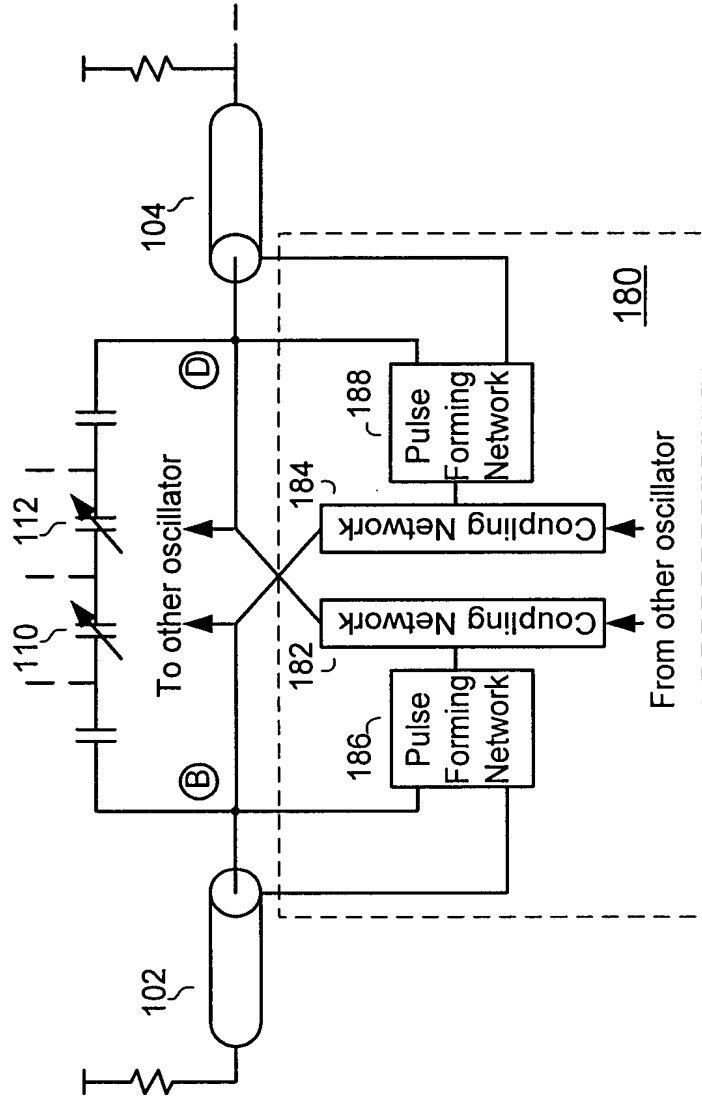 110
112
102
104
B
D
To other oscillator
182
184
186
188
Pulse
Forming
Network
Coupling Network
Coupling Network
Pulse
Forming
Network
From other oscillator
180